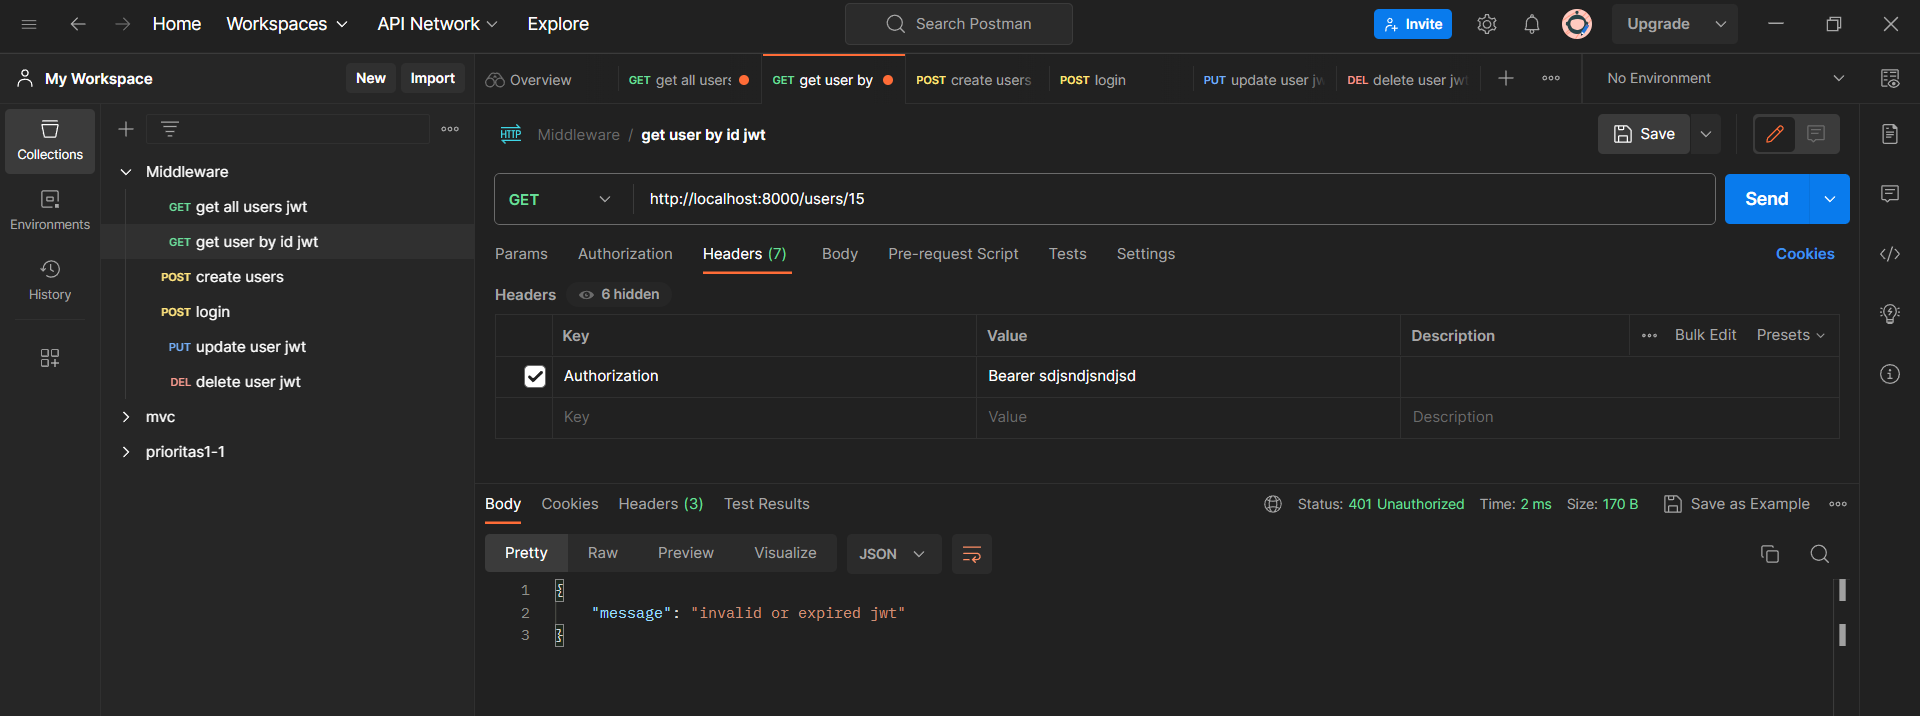 Home Workspaces API Network Explore Search Postman Invite Upgrade
My Workspace New Import Overview GET get all users GET get user by POST create users POST login PUT update user jw DEL delete user jwt No Environment
Collections
Environments
History
Middleware
GET get all users jwt
GET get user by id jwt
POST create users
POST login
PUT update user jwt
DEL delete user jwt
mvc
prioritas1-1
HTTP Middleware / get user by id jwt Save
GET http://localhost:8000/users/15 Send
Params Authorization Headers (7) Body Pre-request Script Tests Settings Cookies
Headers 6 hidden
Key Value Description Bulk Edit Presets
Authorization Bearer sdjsndjsndjsd
Key Value Description
Body Cookies Headers (3) Test Results Status: 401 Unauthorized Time: 2 ms Size: 170 B Save as Example
Pretty Raw Preview Visualize JSON
1 {
2 "message": "invalid or expired jwt"
3 }